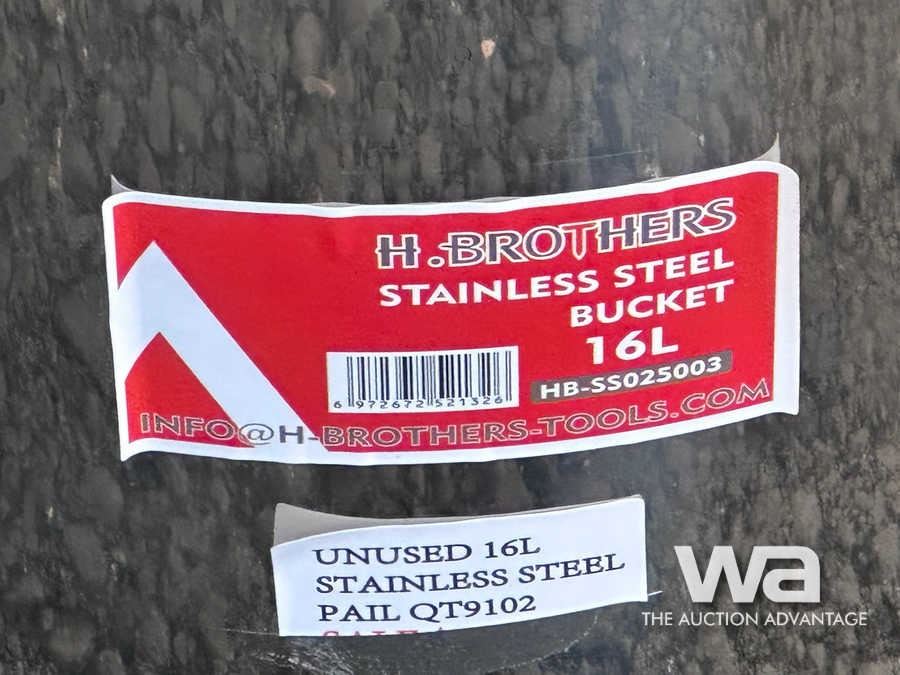 H.BROTHERS
STAINLESS STEEL
BUCKET
16L
HB-SS025003
6 972672 521326
INFO@H-BROTHERS-TOOLS.COM
UNUSED 16L
STAINLESS STEEL
PAIL QT9102
wa
THE AUCTION ADVANTAGE